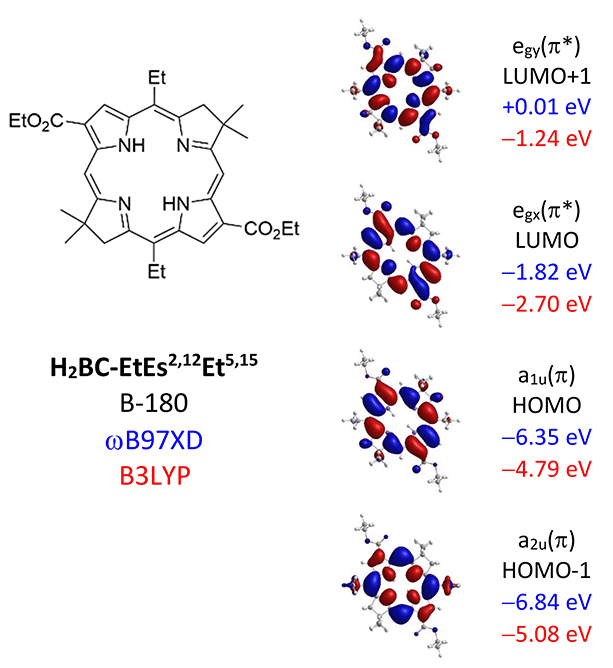 Et
EtO₂C
NH
N
N
HN
CO₂Et
Et
H₂BC-EtEs²,¹²Et⁵,¹⁵
B-180
ωB97XD
B3LYP
e_gy(π*)
LUMO+1
+0.01 eV
−1.24 eV
e_gx(π*)
LUMO
−1.82 eV
−2.70 eV
a₁ᵤ(π)
HOMO
−6.35 eV
−4.79 eV
a₂ᵤ(π)
HOMO-1
−6.84 eV
−5.08 eV